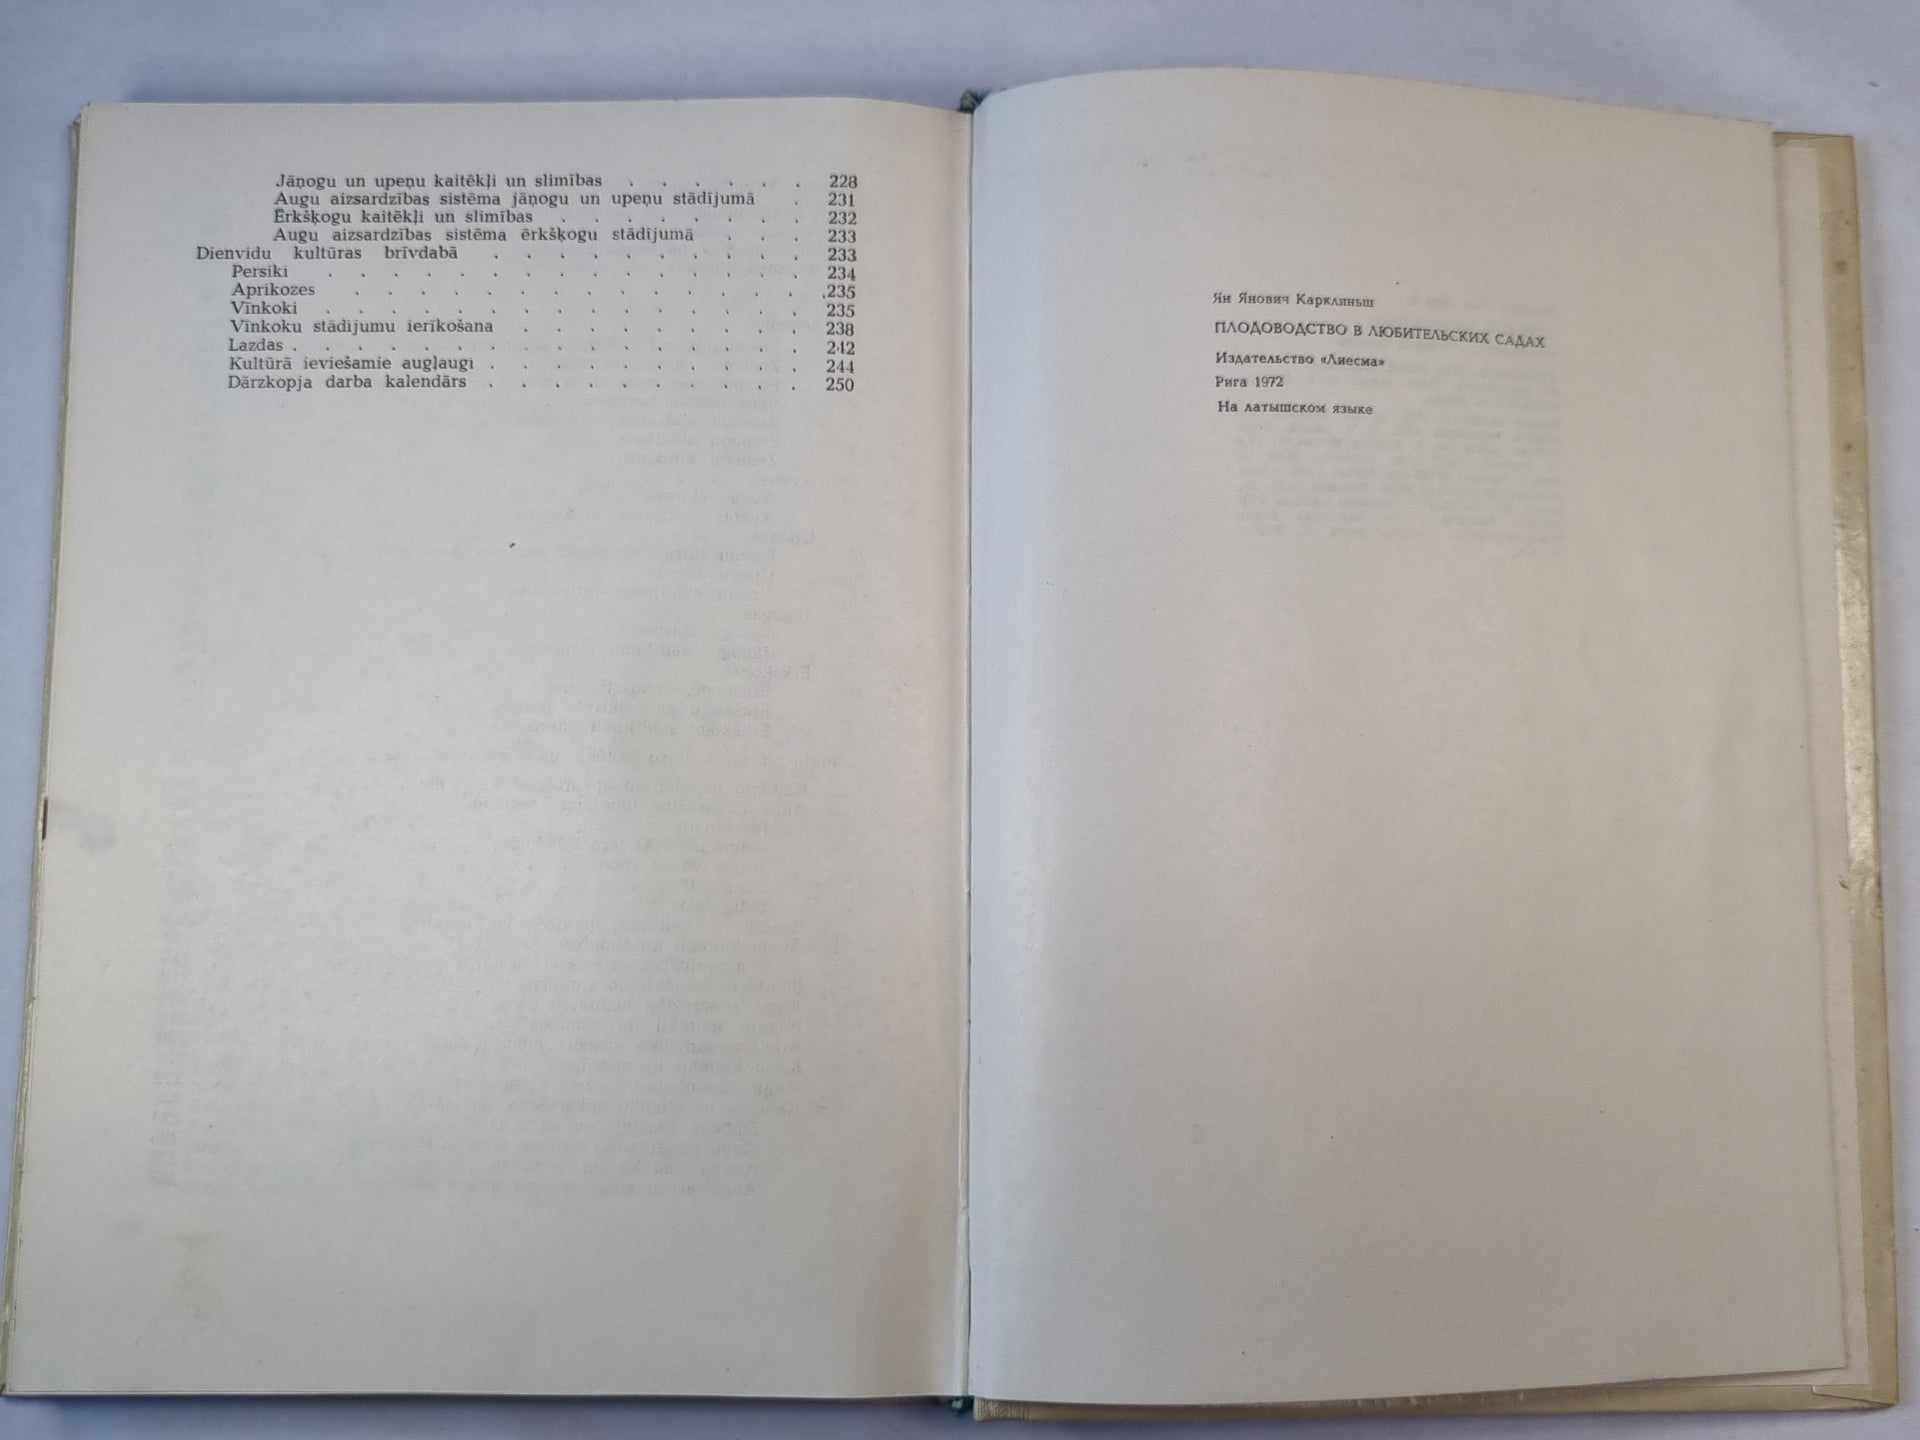 Jāņogu un upeņu kaitēkļi un slimības . . . . . . 228
Augu aizsardzības sistēma jāņogu un upeņu stādījumā . 231
Ērkšķogu kaitēkļi un slimības . . . . . . . . 232
Augu aizsardzības sistēma ērkšķogu stādījumā . . . 233
Dienvidu kultūras brīvdabā . . . . . . . . . . 233
Persiki . . . . . . . . . . . . . . . 234
Aprikozes . . . . . . . . . . . . . . 235
Vīnkoki . . . . . . . . . . . . . . 235
Vīnkoku stādījumu ierīkošana . . . . . . . . . 238
Lazdas . . . . . . . . . . . . . . . . 242
Kultūrā ieviešamie augļaugi . . . . . . . . . . 244
Dārzkopja darba kalendārs . . . . . . . . . . 250
Ян Янович Карклиньш
ПЛОДОВОДСТВО В ЛЮБИТЕЛЬСКИХ САДАХ
Издательство «Лиесма»
Рига 1972
На латышском языке